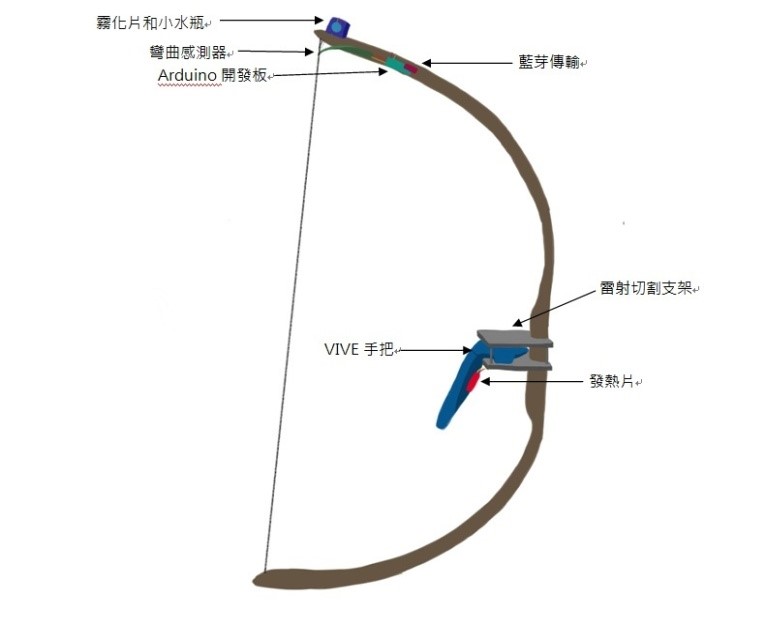 霧化片和小水瓶
彎曲感測器
Arduino 開發板
藍芽傳輸
雷射切割支架
VIVE 手把
發熱片